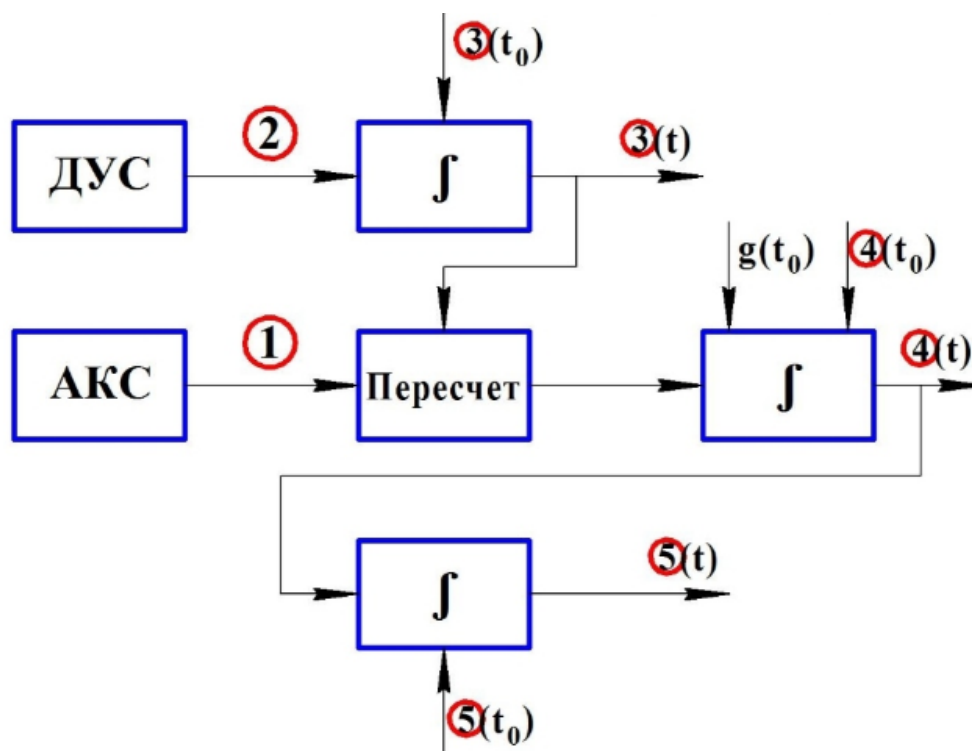 3(t₀)
ДУС
2
∫
3(t)
g(t₀)
4(t₀)
АКС
1
Пересчет
∫
4(t)
∫
5(t)
5(t₀)